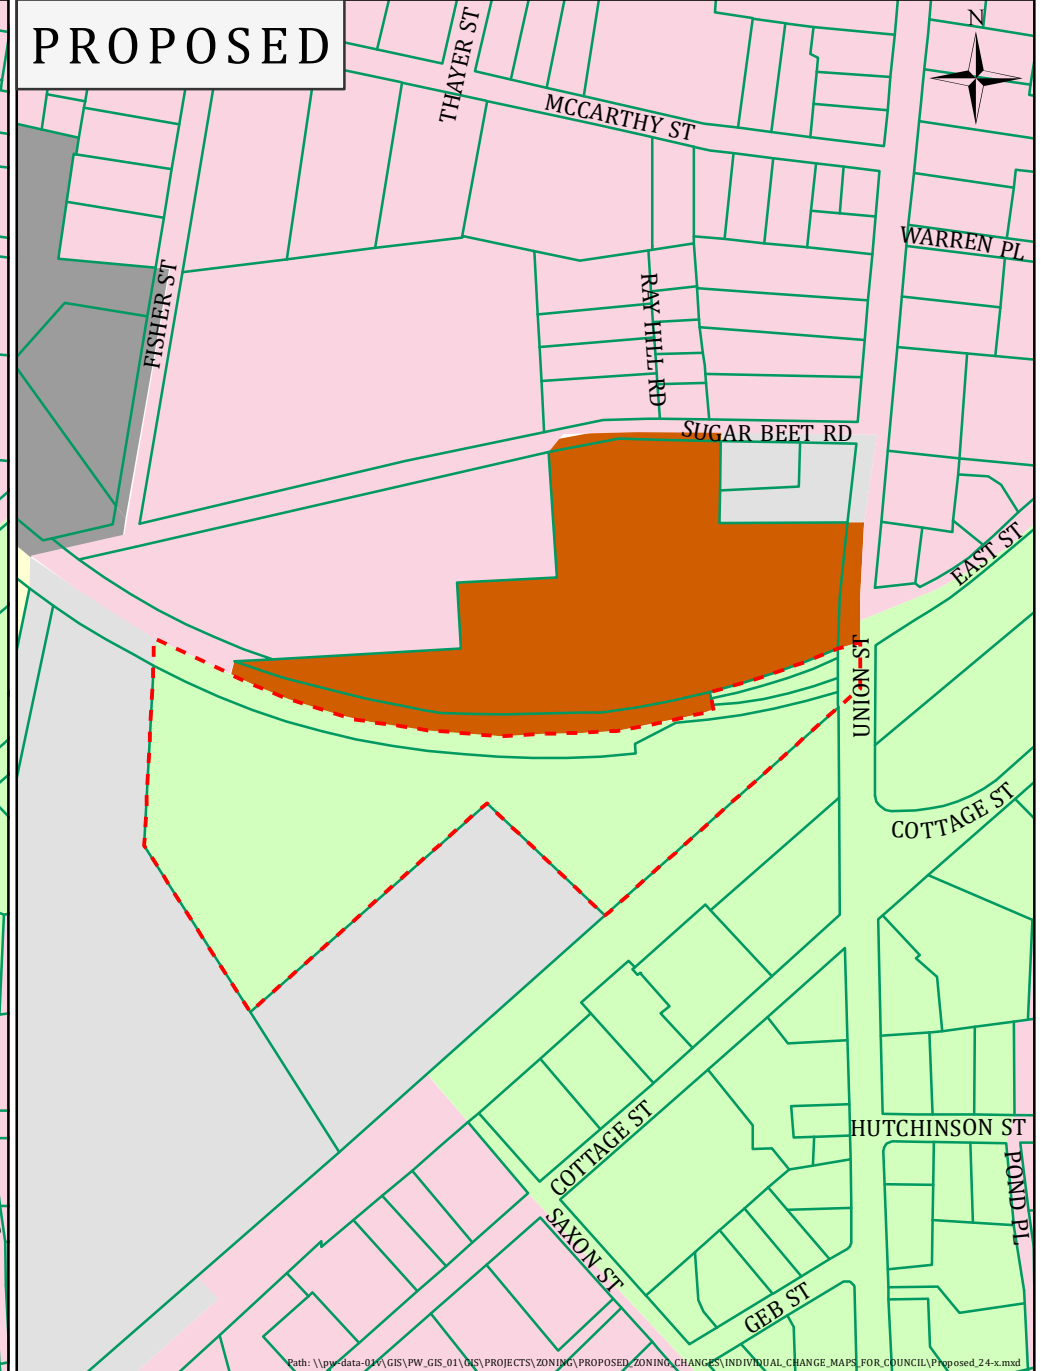 PROPOSED
N
THAYER ST
MCCARTHY ST
WARREN PL
FISHER ST
RAY HILL RD
SUGAR BEET RD
EAST ST
UNION ST
COTTAGE ST
COTTAGE ST
HUTCHINSON ST
POND PL
SAXON ST
GEB ST
Path: \\pw-data-01v\GIS\PW_GIS_01\GIS\PROJECTS\ZONING\PROPOSED_ZONING_CHANGES\INDIVIDUAL_CHANGE_MAPS_FOR_COUNCIL\Proposed_24-x.mxd